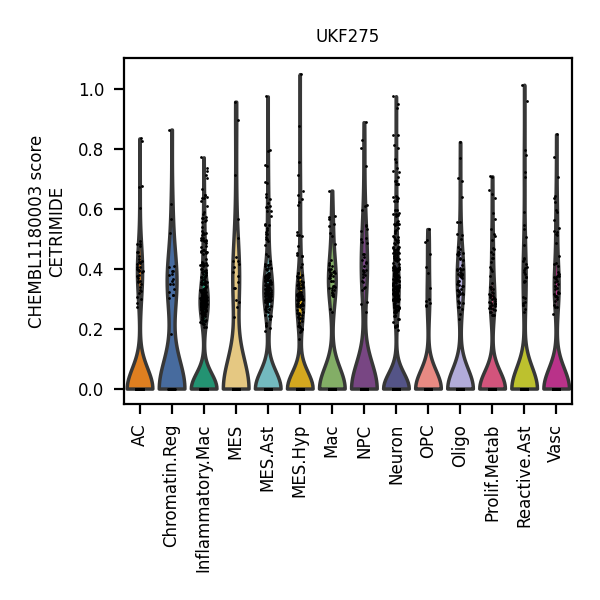 UKF275
CHEMBL1180003 score
CETRIMIDE
1.0
0.8
0.6
0.4
0.2
0.0
AC
Chromatin.Reg
Inflammatory.Mac
MES
MES.Ast
MES.Hyp
Mac
NPC
Neuron
OPC
Oligo
Prolif.Metab
Reactive.Ast
Vasc